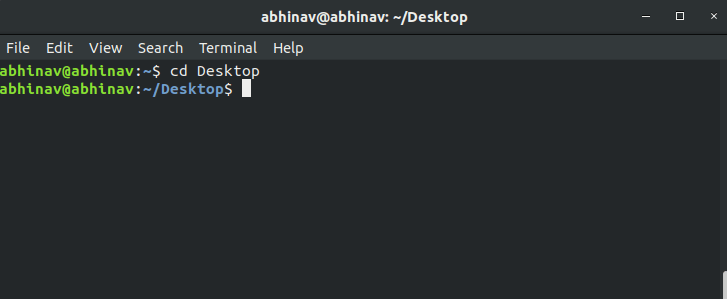 abhinav@abhinav: ~/Desktop
File Edit View Search Terminal Help
abhinav@abhinav:~$ cd Desktop
abhinav@abhinav:~/Desktop$